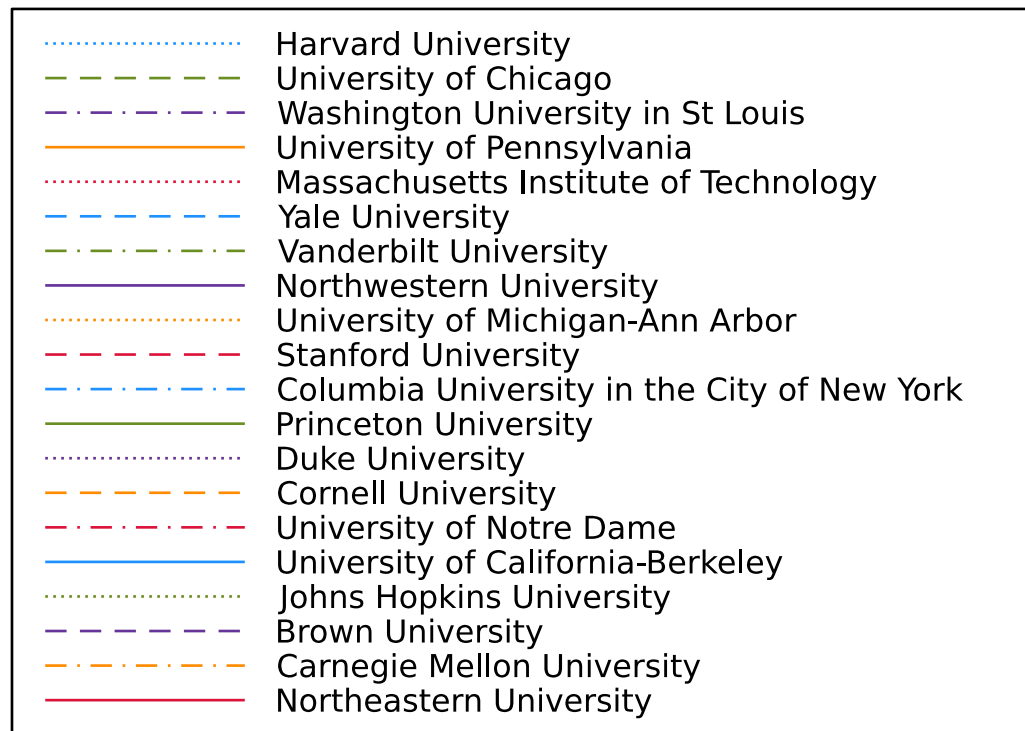 Harvard University
University of Chicago
Washington University in St Louis
University of Pennsylvania
Massachusetts Institute of Technology
Yale University
Vanderbilt University
Northwestern University
University of Michigan-Ann Arbor
Stanford University
Columbia University in the City of New York
Princeton University
Duke University
Cornell University
University of Notre Dame
University of California-Berkeley
Johns Hopkins University
Brown University
Carnegie Mellon University
Northeastern University